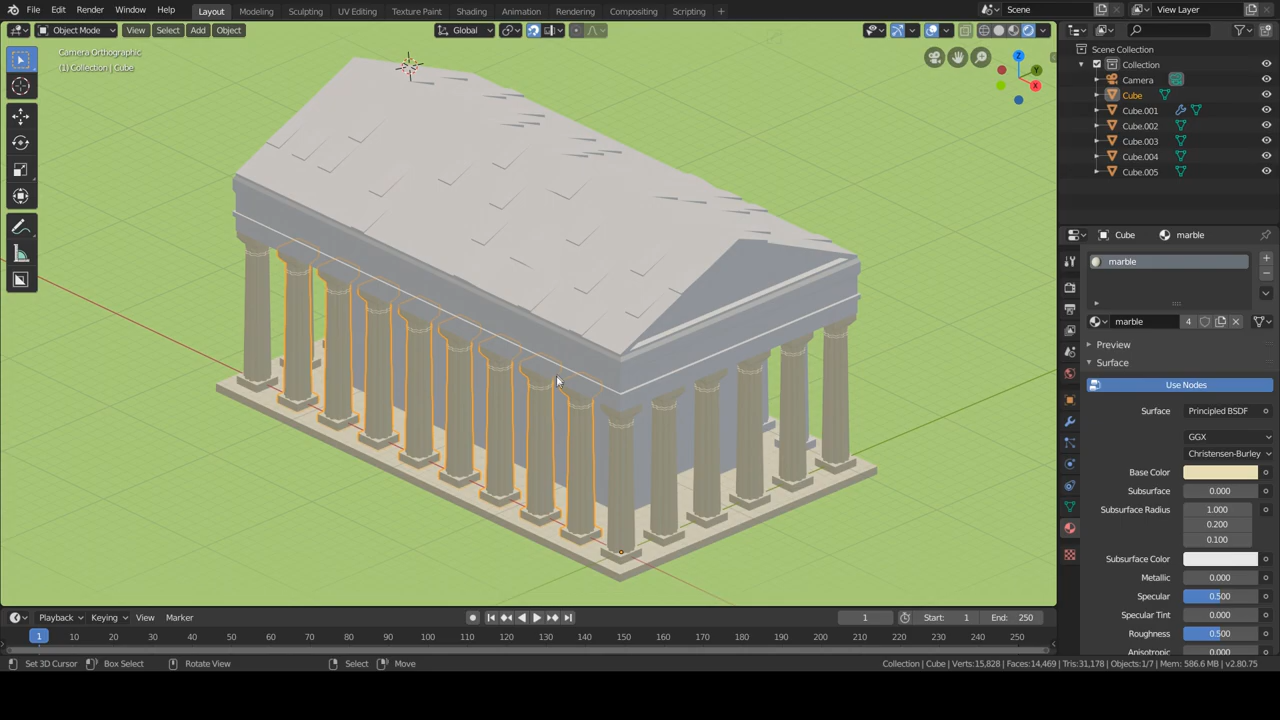 File Edit Render Window Help Layout Modeling Sculpting UV Editing Texture Paint Shading Animation Rendering Compositing Scripting + Scene View Layer
Object Mode View Select Add Object Global
Camera Orthographic
(1) Collection | Cube
Z
Y
X
Scene Collection
Collection
Camera
Cube
Cube.001
Cube.002
Cube.003
Cube.004
Cube.005
Cube marble
marble
marble 4
Preview
Surface
Use Nodes
Surface Principled BSDF
GGX
Christensen-Burley
Base Color
Subsurface 0.000
Subsurface Radius 1.000
0.200
0.100
Subsurface Color
Metallic 0.000
Specular 0.500
Specular Tint 0.000
Roughness 0.500
Anisotropic 0.000
Playback Keying View Marker 1 Start: 1 End: 250
1 10 20 30 40 50 60 70 80 90 100 110 120 130 140 150 160 170 180 190 200 210 220 230 240 250
Set 3D Cursor Box Select Rotate View Select Move Collection | Cube | Verts:15,828 | Faces:14,469 | Tris:31,178 | Objects:1/7 | Mem: 586.6 MB | v2.80.75